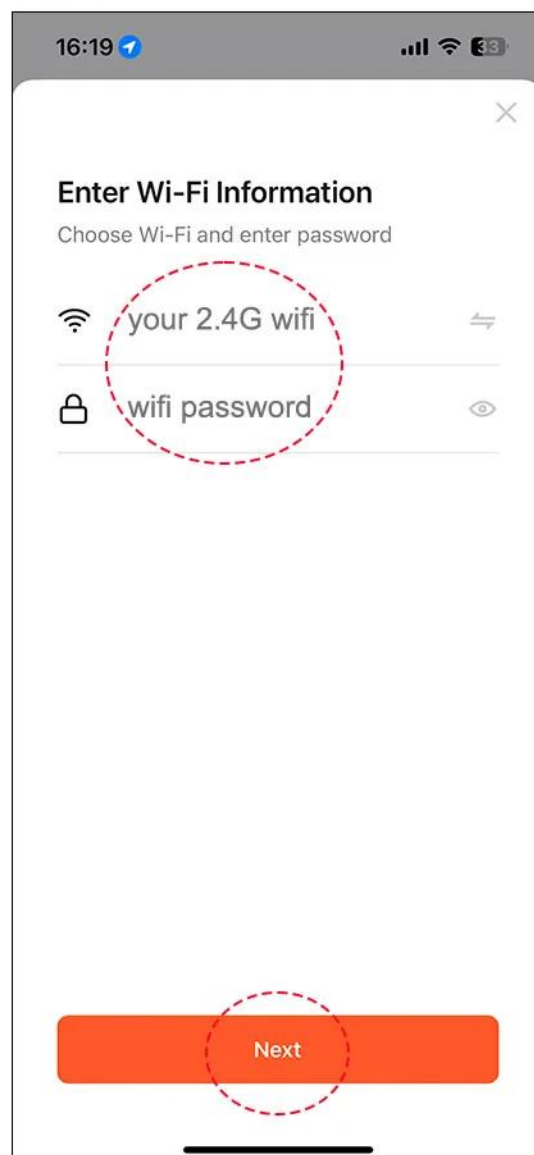 16:19
33
Enter Wi-Fi Information
Choose Wi-Fi and enter password
your 2.4G wifi
wifi password
Next